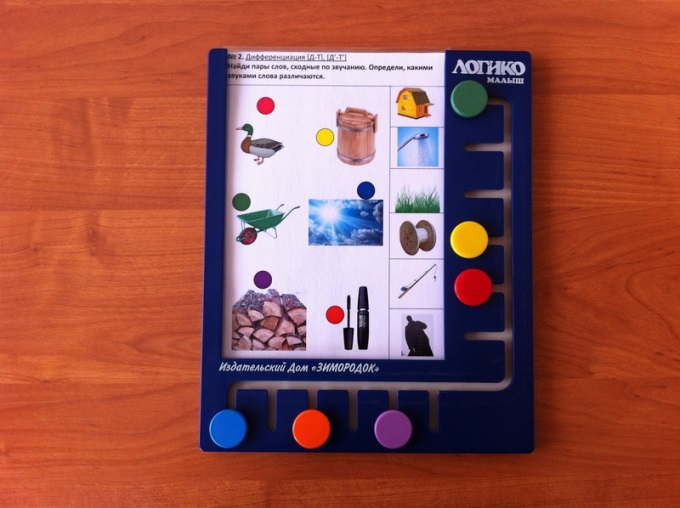 № 2. Дифференциация [Д-Т], [Д'-Т']
Найди пары слов, сходные по звучанию. Определи, какими
звуками слова различаются.
ЛОГИКО
МАЛЫШ
Издательский Дом «ЗИМОРОДОК»